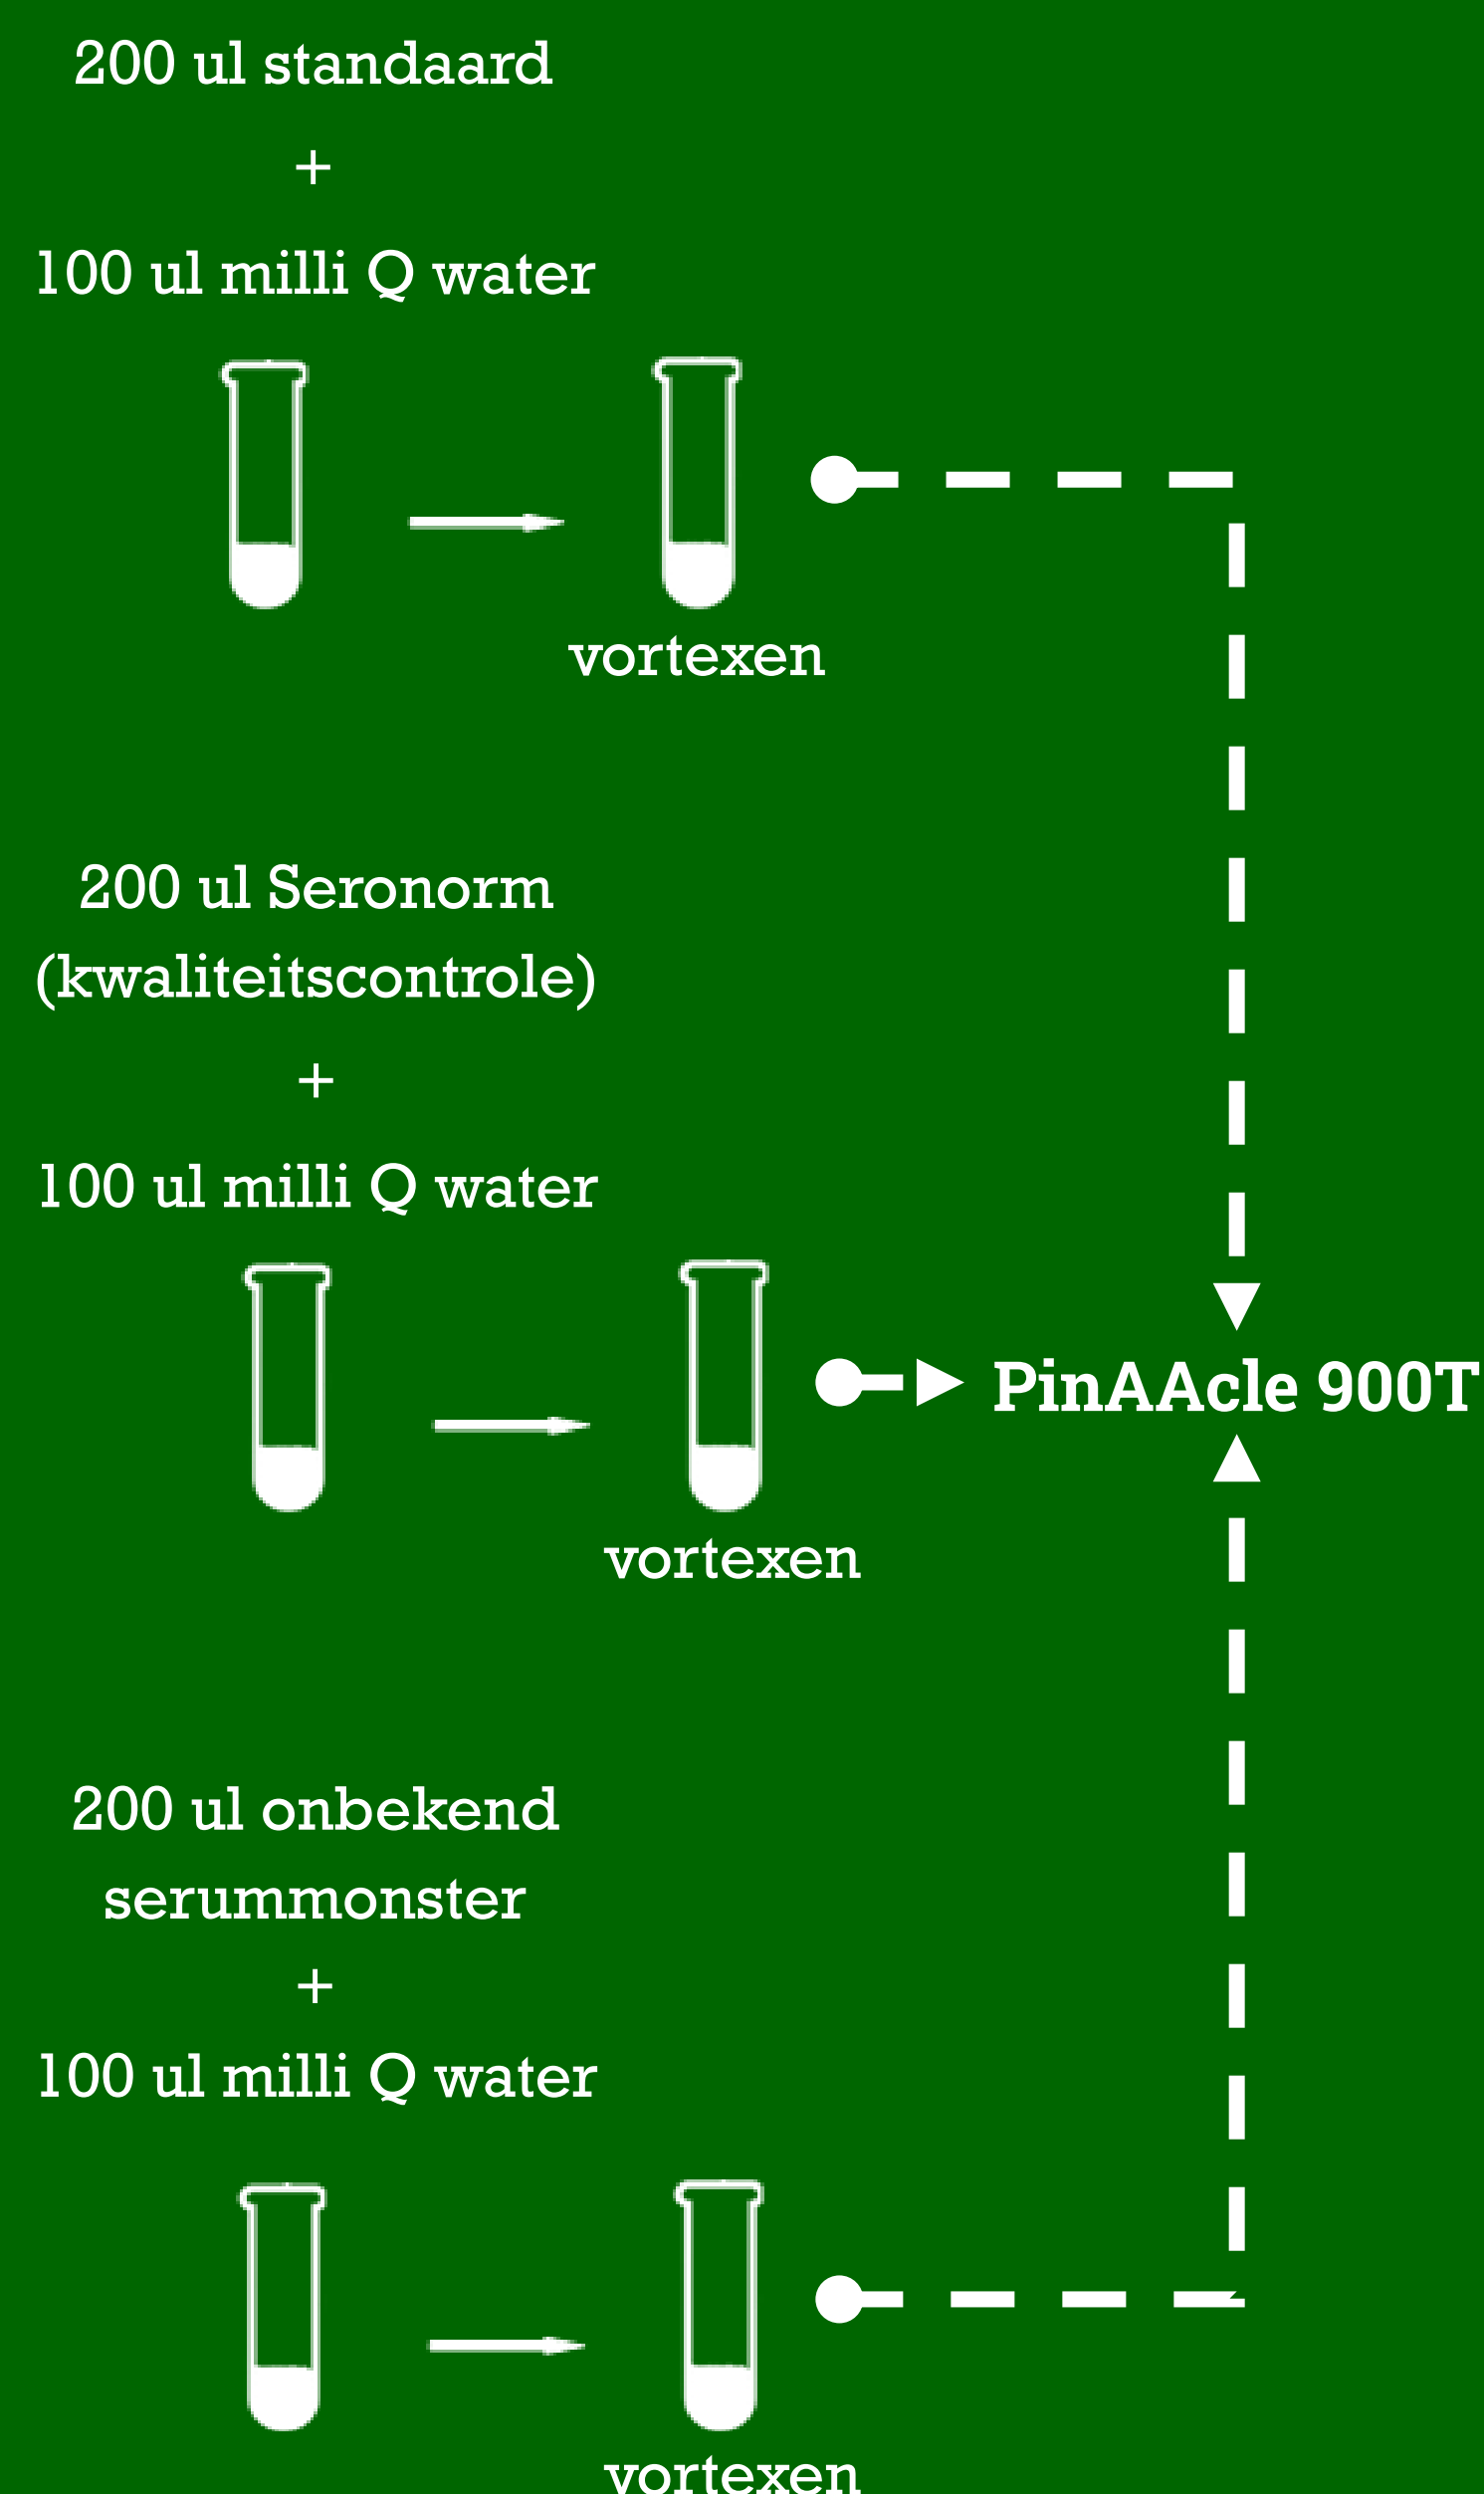 200 ul standaard
+
100 ul milli Q water
vortexen
200 ul Seronorm
(kwaliteitscontrole)
+
100 ul milli Q water
PinAAcle 900T
vortexen
200 ul onbekend
serummonster
+
100 ul milli Q water
vortexen